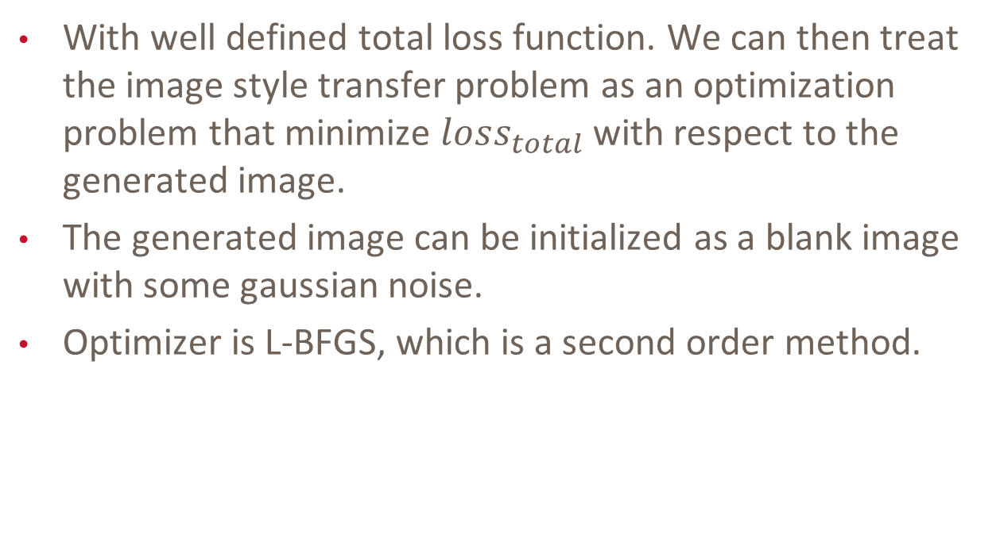 • With well defined total loss function. We can then treat
the image style transfer problem as an optimization
problem that minimize loss_total with respect to the
generated image.
• The generated image can be initialized as a blank image
with some gaussian noise.
• Optimizer is L-BFGS, which is a second order method.